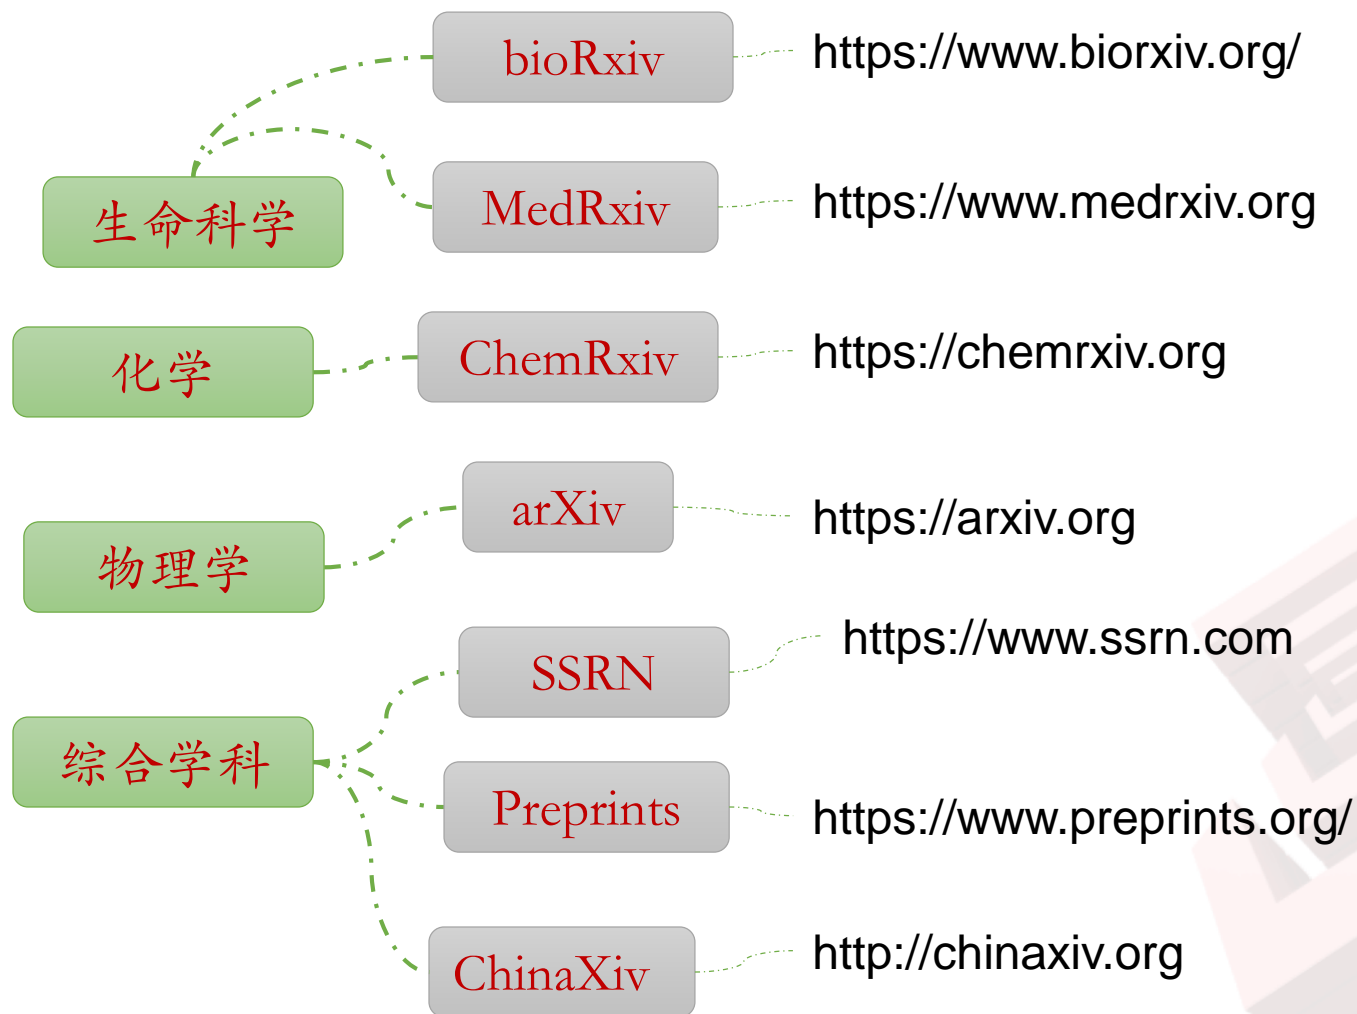 bioRxiv https://www.biorxiv.org/
生命科学
MedRxiv https://www.medrxiv.org
化学 ChemRxiv https://chemrxiv.org
物理学 arXiv https://arxiv.org
SSRN https://www.ssrn.com
综合学科
Preprints https://www.preprints.org/
ChinaXiv http://chinaxiv.org